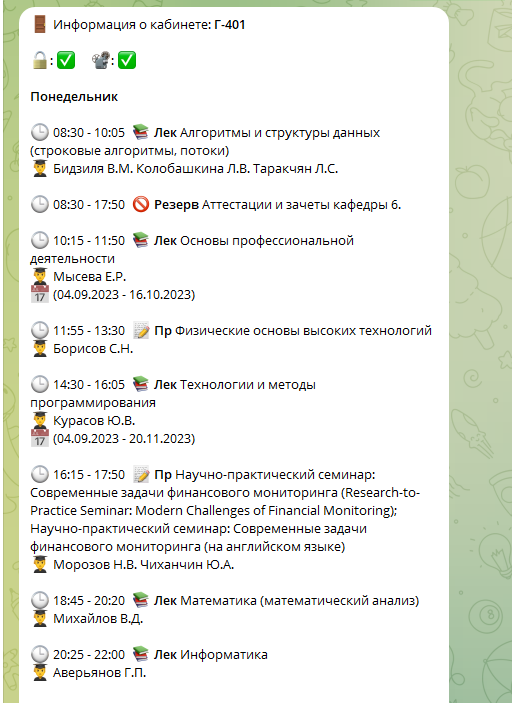 Информация о кабинете: Г-401
: :
Понедельник
08:30 - 10:05 Лек Алгоритмы и структуры данных
(строковые алгоритмы, потоки)
Бидзиля В.М. Колобашкина Л.В. Таракчян Л.С.
08:30 - 17:50 Резерв Аттестации и зачеты кафедры 6.
10:15 - 11:50 Лек Основы профессиональной
деятельности
Мысева Е.Р.
17 (04.09.2023 - 16.10.2023)
11:55 - 13:30 Пр Физические основы высоких технологий
Борисов С.Н.
14:30 - 16:05 Лек Технологии и методы
программирования
Курасов Ю.В.
17 (04.09.2023 - 20.11.2023)
16:15 - 17:50 Пр Научно-практический семинар:
Современные задачи финансового мониторинга (Research-to-
Practice Seminar: Modern Challenges of Financial Monitoring);
Научно-практический семинар: Современные задачи
финансового мониторинга (на английском языке)
Морозов Н.В. Чиханчин Ю.А.
18:45 - 20:20 Лек Математика (математический анализ)
Михайлов В.Д.
20:25 - 22:00 Лек Информатика
Аверьянов Г.П.